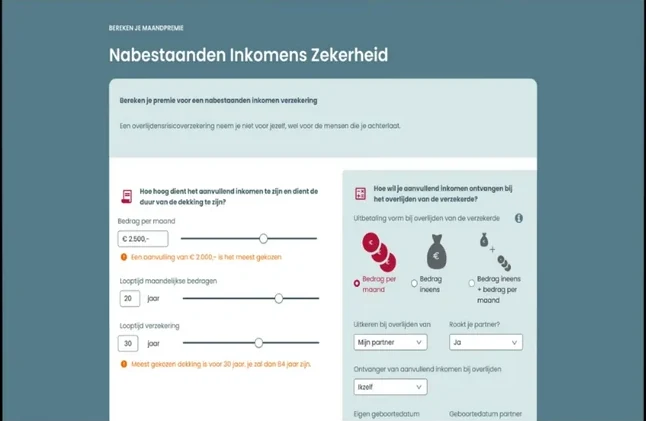 BEREKEN JE MAANDPREMIE
Nabestaanden Inkomens Zekerheid
Bereken je premie voor een nabestaanden inkomen verzekering
Een overlijdensrisicoverzekering neem je niet voor jezelf, wel voor de mensen die je achterlaat.
Hoe hoog dient het aanvullend inkomen te zijn en dient de
duur van de dekking te zijn?
Bedrag per maand
€ 2.500,-
Een aanvulling van € 2.000,- is het meest gekozen
Looptijd maandelijkse bedragen
20 jaar
Looptijd verzekering
30 jaar
Meest gekozen dekking is voor 30 jaar, je zal dan 64 jaar zijn.
Hoe wil je aanvullend inkomen ontvangen bij
het overlijden van de verzekerde?
Uitbetaling vorm bij overlijden van de verzekerde
Bedrag per
maand
Bedrag
ineens
Bedrag ineens
+ bedrag per
maand
Uitkeren bij overlijden van
Rookt je partner?
Mijn partner
Ja
Ontvanger van aanvullend inkomen bij overlijden
Ikzelf
Eigen geboortedatum
Geboortedatum partner